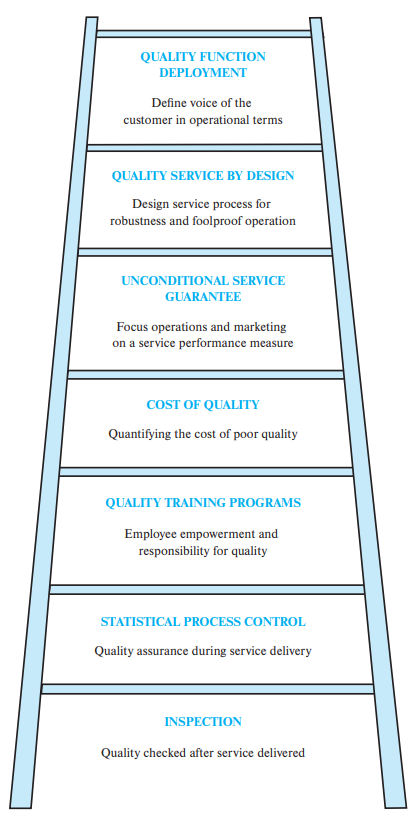 QUALITY FUNCTION
DEPLOYMENT
Define voice of the
customer in operational terms
QUALITY SERVICE BY DESIGN
Design service process for
robustness and foolproof operation
UNCONDITIONAL SERVICE
GUARANTEE
Focus operations and marketing
on a service performance measure
COST OF QUALITY
Quantifying the cost of poor quality
QUALITY TRAINING PROGRAMS
Employee empowerment and
responsibility for quality
STATISTICAL PROCESS CONTROL
Quality assurance during service delivery
INSPECTION
Quality checked after service delivered